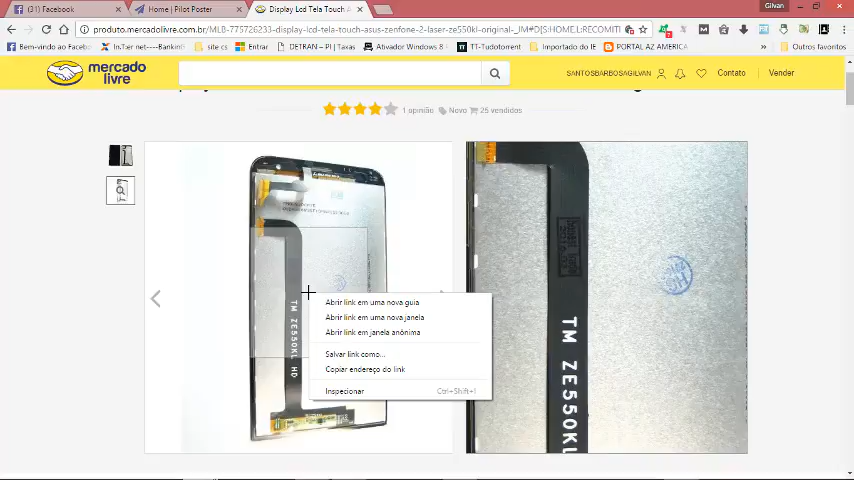 (31) Facebook
Home | Pilot Poster
Display Lcd Tela Touch A
Gilvan
produto.mercadolivre.com.br/MLB-775726233-display-lcd-tela-touch-asus-zenfone-2-laser-ze550kl-original-_JM#D[S:HOME,L:RECOMITE
Bem-vindo ao Facebo
In.T.er.net----Bankin!
site cs
Entrar
DETRAN – PI | Taxas
Ativador Windows 8
TT-Tudotorrent
Importado do IE
PORTAL AZ AMERICA
»
Outros favoritos
mercado
livre
SANTOSBARBOSAGILVAN
Contato
Vender
1 opinião
Novo
25 vendidos
Abrir link em uma nova guia
Abrir link em uma nova janela
Abrir link em janela anônima
Salvar link como...
Copiar endereço do link
Inspecionar Ctrl+Shift+I
TM ZE550KL HD
TM ZE550KL